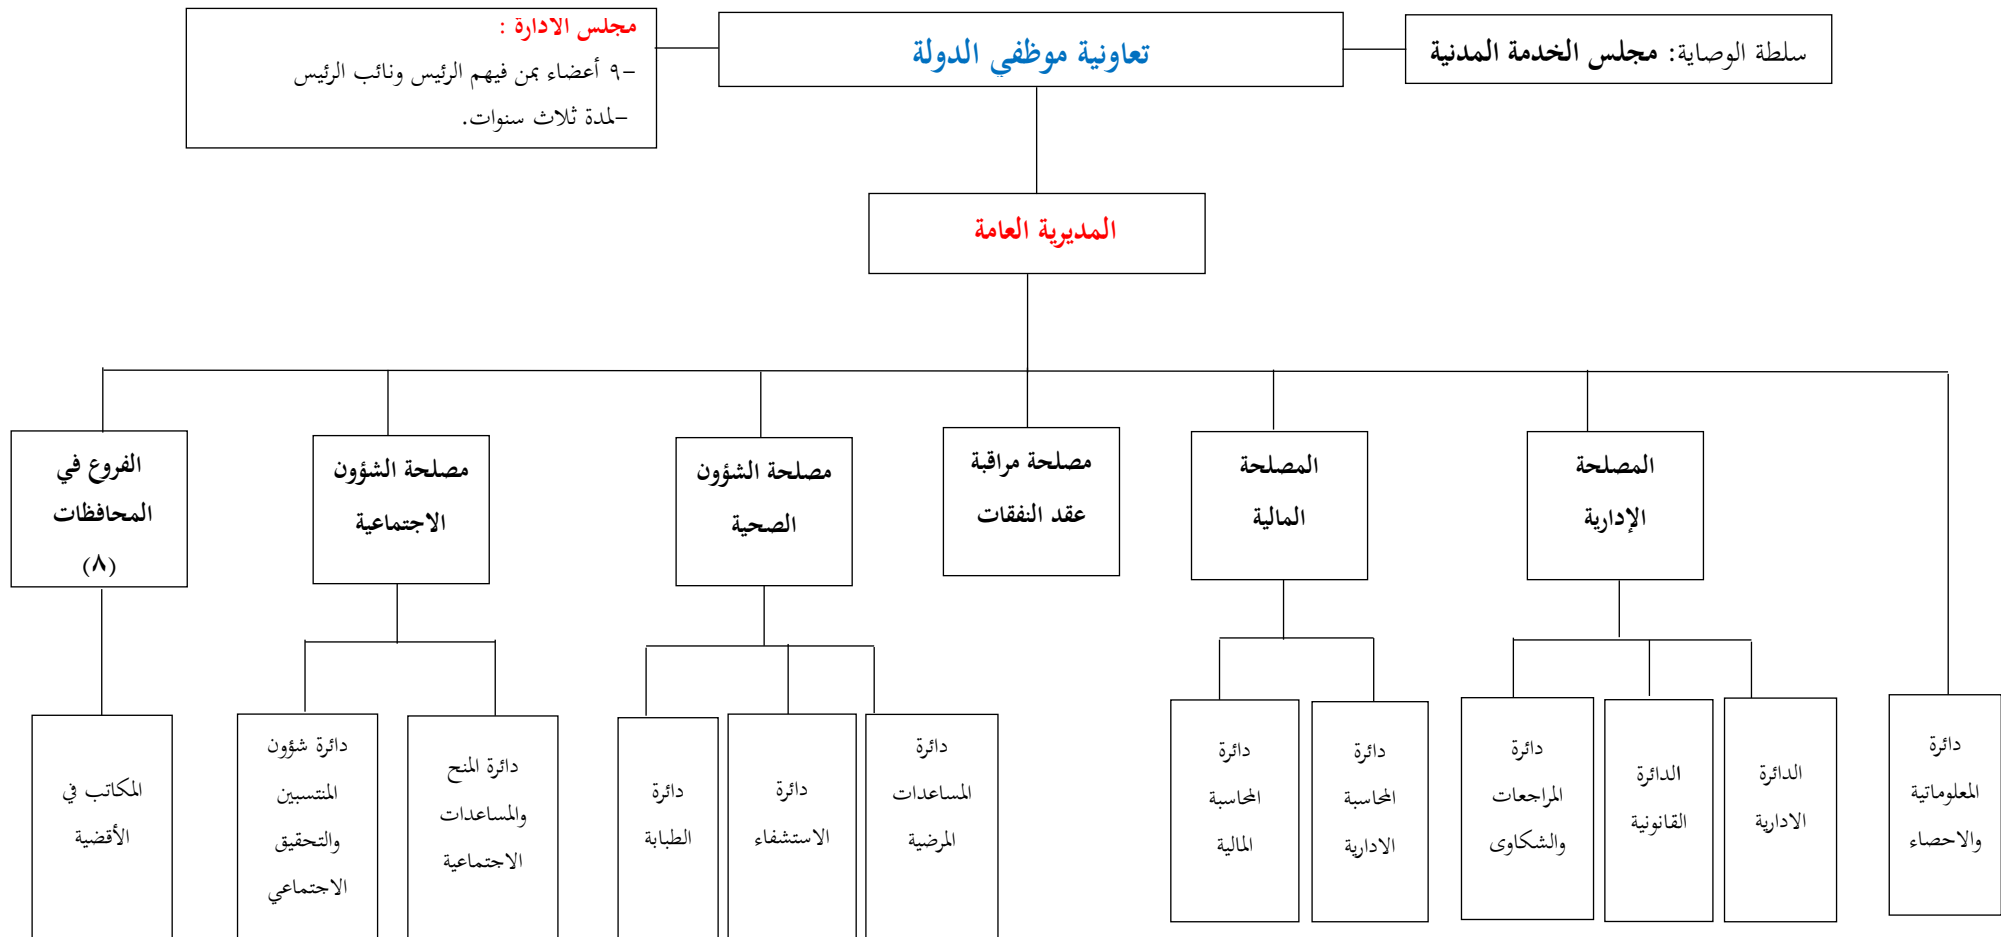 سلطة الوصاية: مجلس الخدمة المدنية
تعاونية موظفي الدولة
مجلس الادارة :
-٩ أعضاء بمن فيهم الرئيس ونائب الرئيس
-لمدة ثلاث سنوات.
المديرية العامة
المصلحة
الإدارية
المصلحة
المالية
مصلحة مراقبة
عقد النفقات
مصلحة الشؤون
الصحية
مصلحة الشؤون
الاجتماعية
الفروع في
المحافظات
(٨)
دائرة
المعلوماتية
والاحصاء
الدائرة
الادارية
الدائرة
القانونية
دائرة
المراجعات
والشكاوى
دائرة
المحاسبة
الادارية
دائرة
المحاسبة
المالية
دائرة
المساعدات
المرضية
دائرة
الاستشفاء
دائرة
الطبابة
دائرة المنح
والمساعدات
الاجتماعية
دائرة شؤون
المنتسبين
والتحقيق
الاجتماعي
المكاتب في
الأقضية